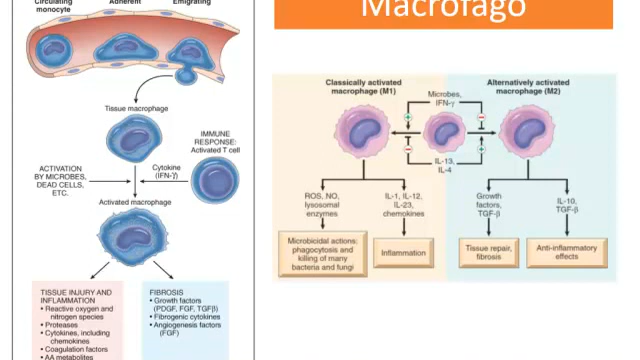 Macrófago
Circulating
monocyte
Adherent
Emigrating
Tissue macrophage
IMMUNE
RESPONSE:
Activated T cell
ACTIVATION
BY MICROBES,
DEAD CELLS,
ETC.
Cytokine
(IFN-γ)
Activated macrophage
TISSUE INJURY AND
INFLAMMATION
• Reactive oxygen and
nitrogen species
• Proteases
• Cytokines, including
chemokines
• Coagulation factors
• AA metabolites
FIBROSIS
• Growth factors
(PDGF, FGF, TGFβ)
• Fibrogenic cytokines
• Angiogenesis factors
(FGF)
Classically activated
macrophage (M1)
Microbes,
IFN-γ
Alternatively activated
macrophage (M2)
IL-13,
IL-4
ROS, NO,
lysosomal
enzymes
IL-1, IL-12,
IL-23,
chemokines
Growth
factors,
TGF-β
IL-10,
TGF-β
Microbicidal actions:
phagocytosis and
killing of many
bacteria and fungi
Inflammation
Tissue repair,
fibrosis
Anti-inflammatory
effects